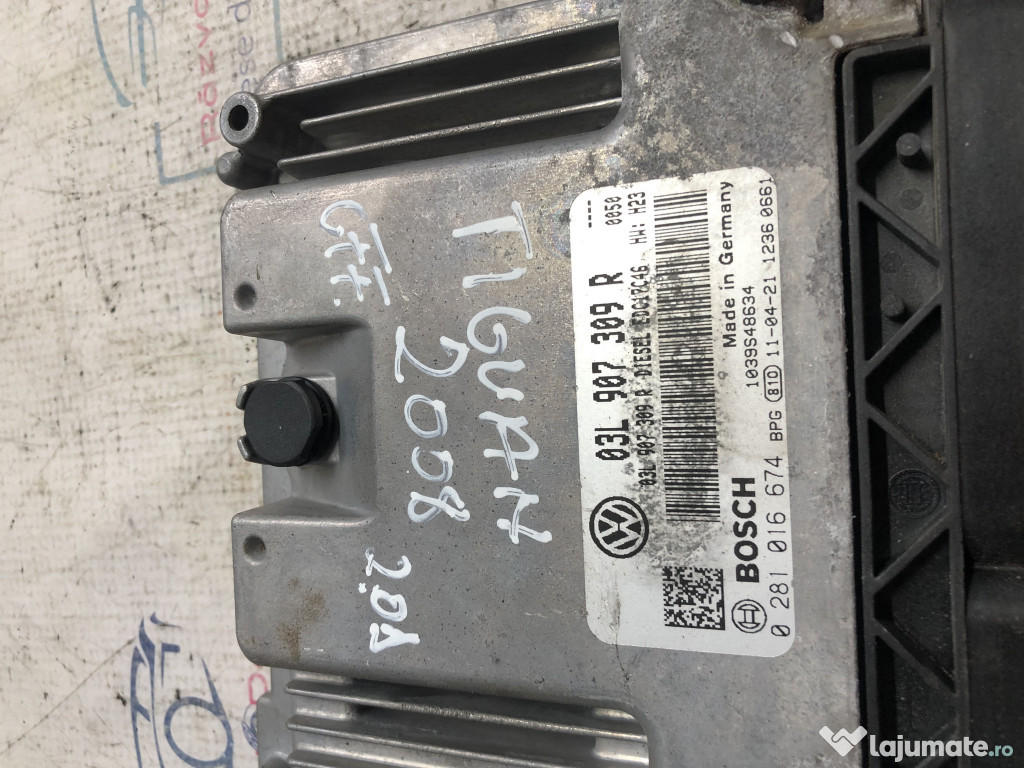 TIGUAN
2008
2.0d
CFF.
----
0050
03L 907 309 R
03L 907 309 R DIESEL EDC17C46 HW: H23
Made in Germany
BOSCH
1039S48634
0 281 016 674 BPG 810 11-04-21 1236 0661
lajumate.ro